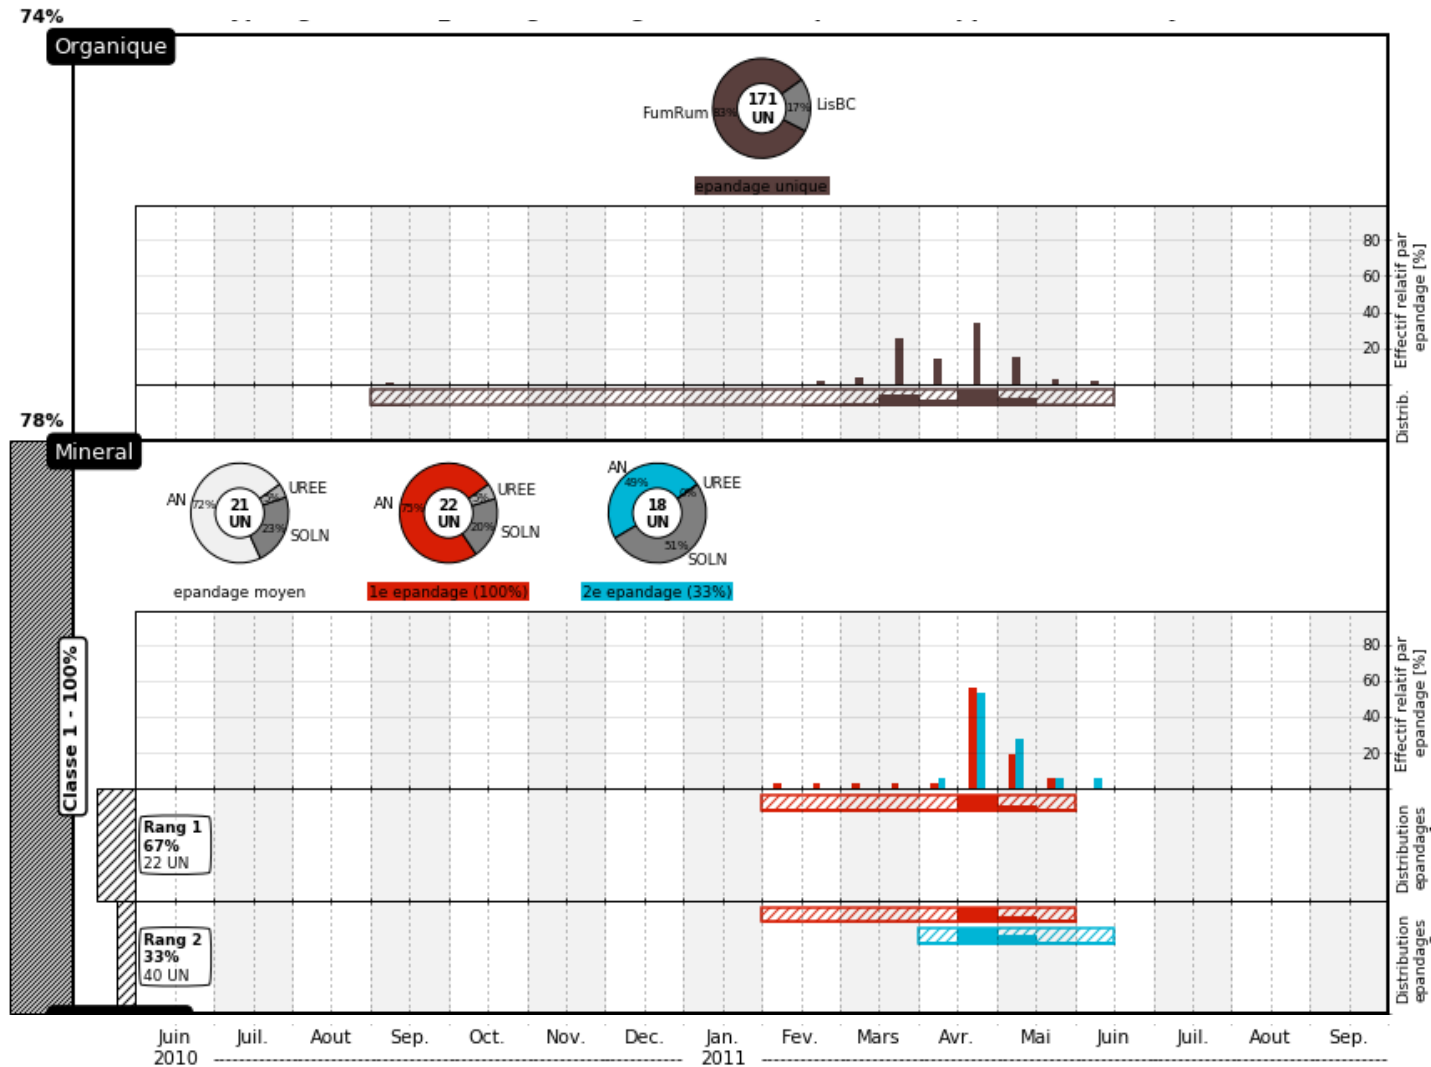 74%
Organique
FumRum
83%
171
UN
17%
LisBC
epandage unique
80
60
40
20
Effectif relatif par
epandage [%]
Distrib.
78%
Mineral
AN
72%
21
UN
UREE
5%
23%
SOLN
epandage moyen
AN
75%
22
UN
UREE
5%
20%
SOLN
1e epandage (100%)
AN
49%
18
UN
UREE
0%
51%
SOLN
2e epandage (33%)
80
60
40
20
Effectif relatif par
epandage [%]
Classe 1 - 100%
Rang 1
67%
22 UN
Distribution
epandages
Rang 2
33%
40 UN
Distribution
epandages
Juin Juil. Aout Sep. Oct. Nov. Dec. Jan. Fev. Mars Avr. Mai Juin Juil. Aout Sep.
2010 2011